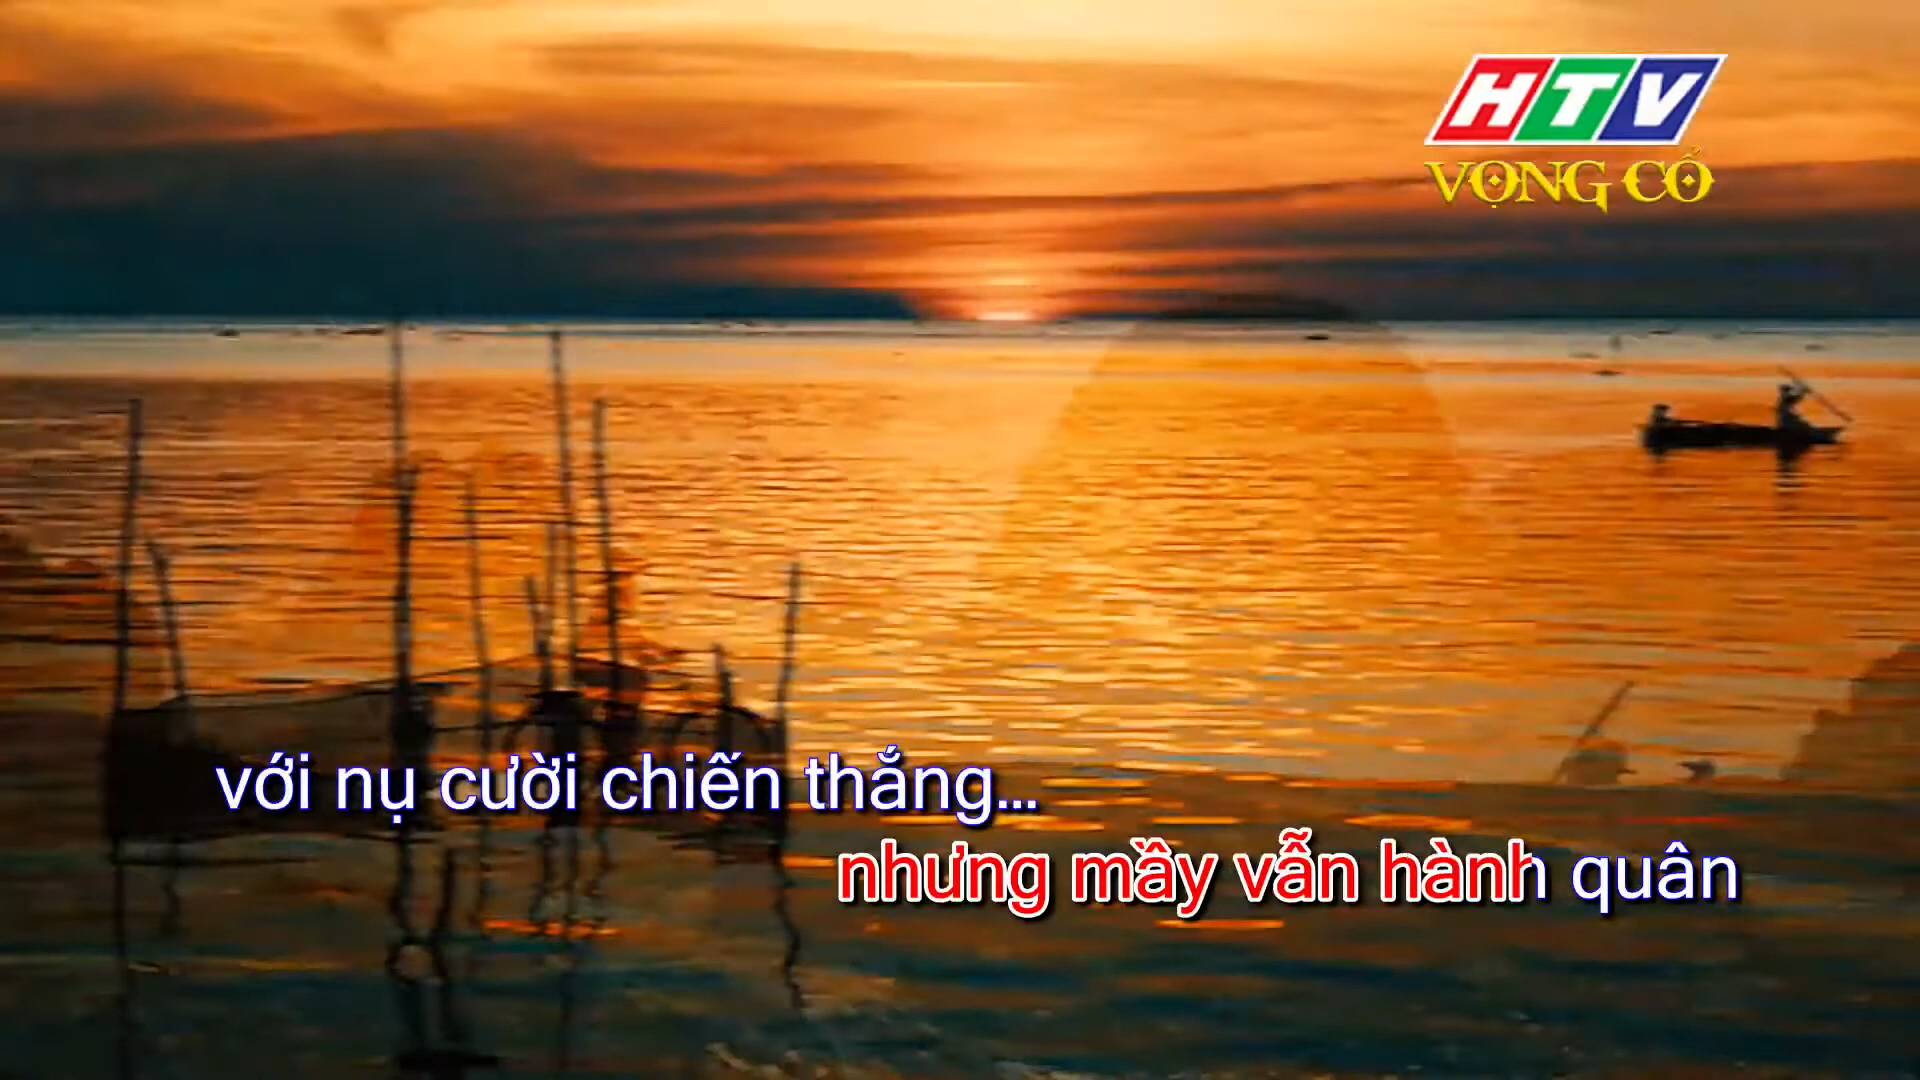 HTV
VỌNG CỔ
với nụ cười chiến thắng...
nhưng mầy vẫn hành quân